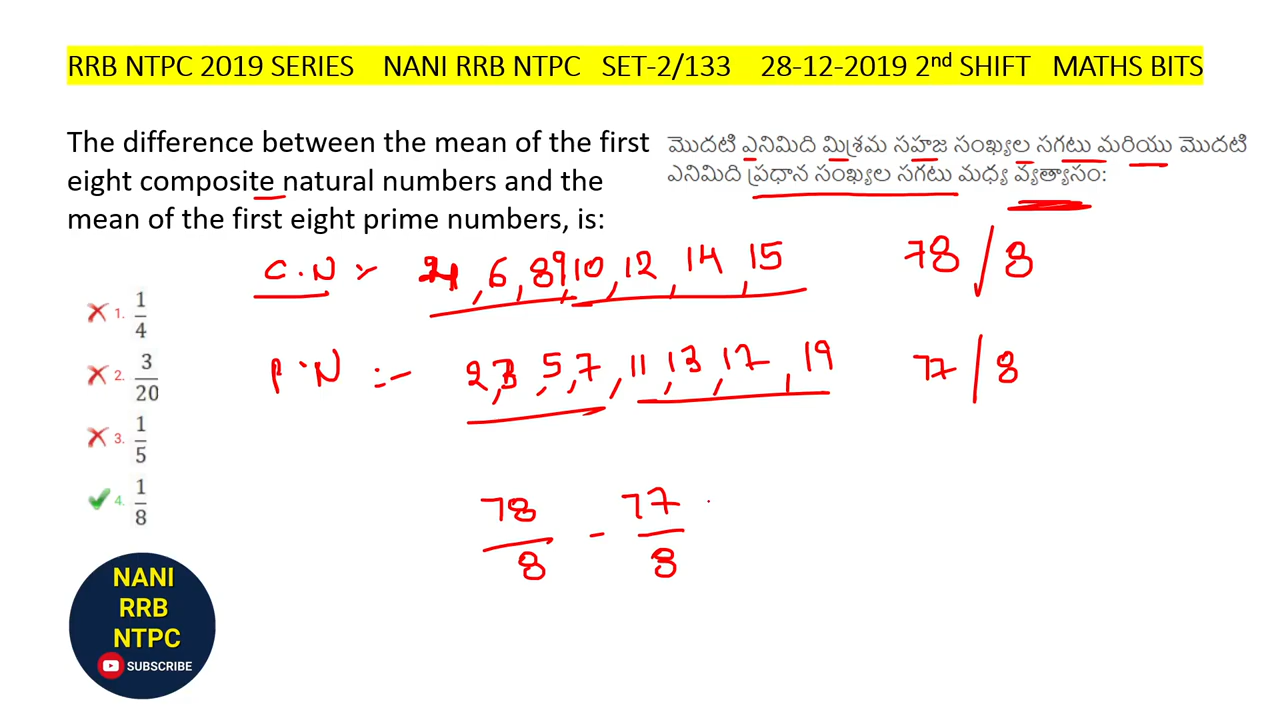 RRB NTPC 2019 SERIES NANI RRB NTPC SET-2/133 28-12-2019 2nd SHIFT MATHS BITS
The difference between the mean of the first
eight composite natural numbers and the
mean of the first eight prime numbers, is:
మొదటి ఎనిమిది మిశ్రమ సహజ సంఖ్యల సగటు మరియు మొదటి
ఎనిమిది ప్రధాన సంఖ్యల సగటు మధ్య వ్యత్యాసం:
C.N :- 4, 6, 8, 9, 10, 12, 14, 15 78/8
P.N :- 2, 3, 5, 7, 11, 13, 17, 19 77/8
78/8 - 77/8
1. 1/4
2. 3/20
3. 1/5
4. 1/8
NANI
RRB
NTPC
SUBSCRIBE